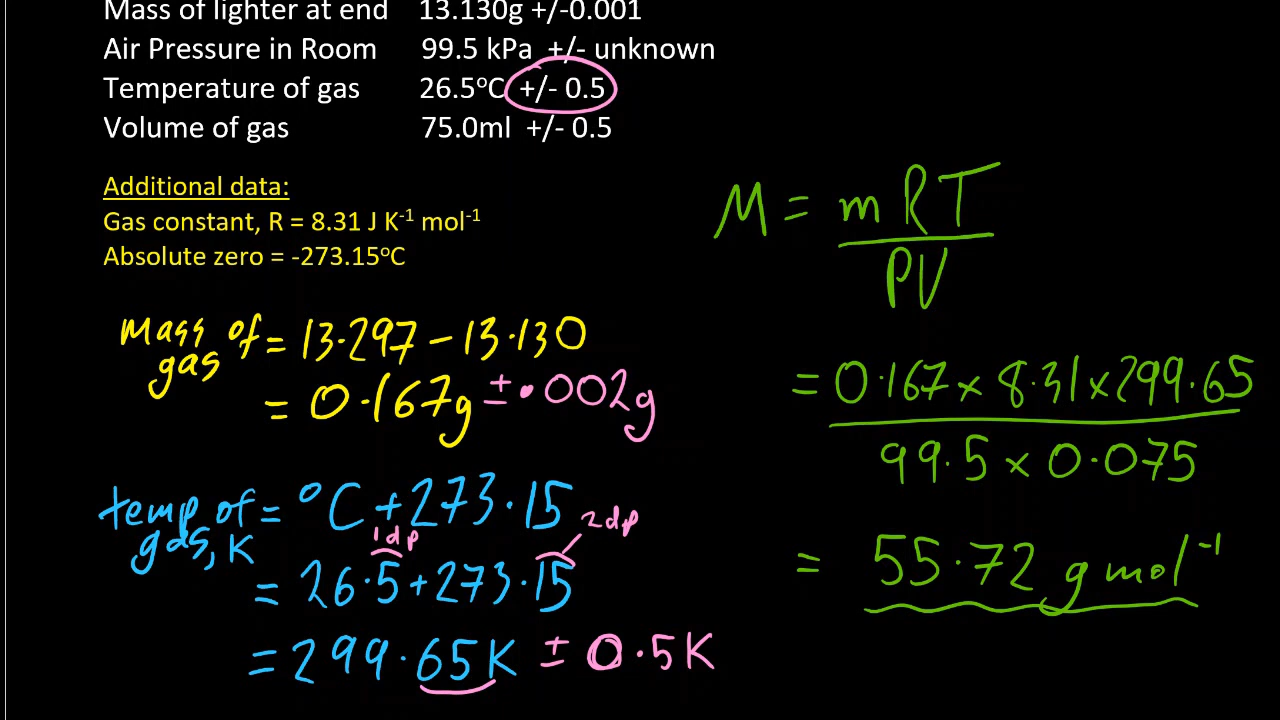 Mass of lighter at end 13.130g +/-0.001
Air Pressure in Room 99.5 kPa +/- unknown
Temperature of gas 26.5ºC +/- 0.5
Volume of gas 75.0ml +/- 0.5
Additional data:
Gas constant, R = 8.31 J K⁻¹ mol⁻¹
Absolute zero = -273.15ºC
Mass of gas = 13.297 - 13.130
= 0.167g ± .002g
temp of gas, K = ºC + 273.15
1dp 2dp
= 26.5 + 273.15
= 299.65K ± 0.5K
M = mRT
PV
= 0.167 × 8.31 × 299.65
99.5 × 0.075
= 55.72 g mol⁻¹